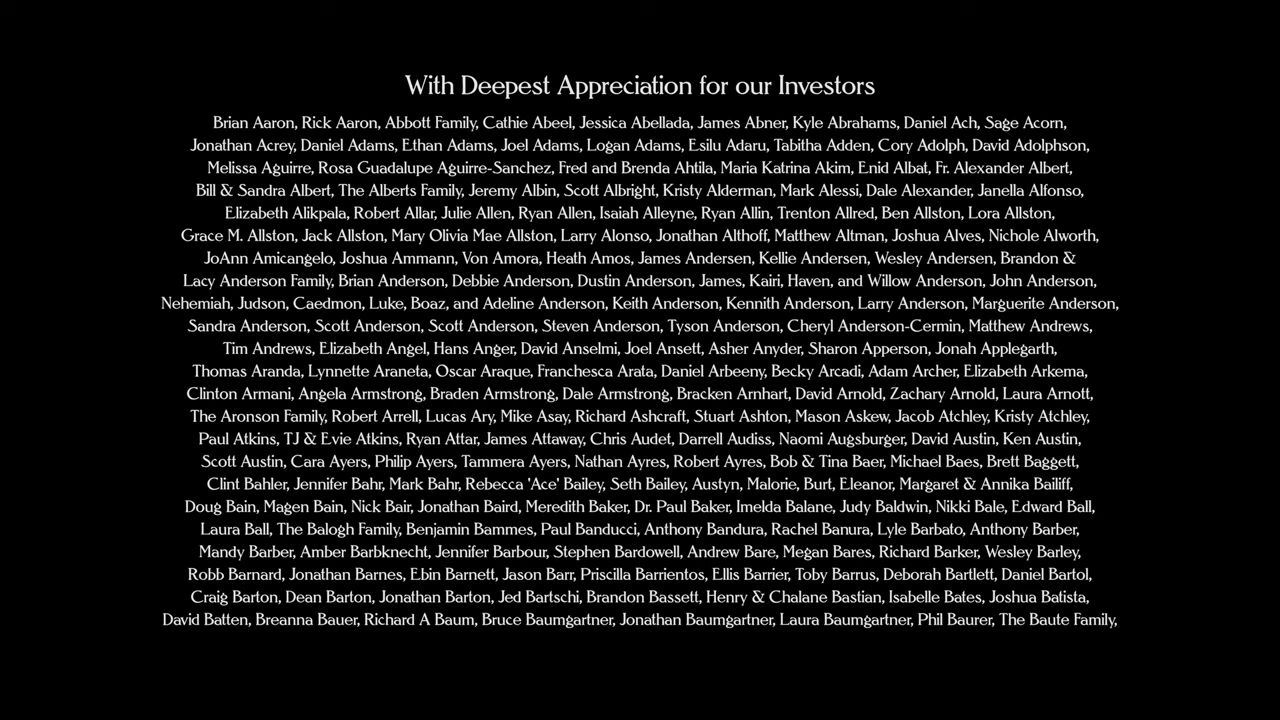 With Deepest Appreciation for our Investors
Brian Aaron, Rick Aaron, Abbott Family, Cathie Abeel, Jessica Abellada, James Abner, Kyle Abrahams, Daniel Ach, Sage Acorn,
Jonathan Acrey, Daniel Adams, Ethan Adams, Joel Adams, Logan Adams, Esilu Adaru, Tabitha Adden, Cory Adolph, David Adolphson,
Melissa Aguirre, Rosa Guadalupe Aguirre-Sanchez, Fred and Brenda Ahtila, Maria Katrina Akim, Enid Albat, Fr. Alexander Albert,
Bill & Sandra Albert, The Alberts Family, Jeremy Albin, Scott Albright, Kristy Alderman, Mark Alessi, Dale Alexander, Janella Alfonso,
Elizabeth Alikpala, Robert Allar, Julie Allen, Ryan Allen, Isaiah Alleyne, Ryan Allin, Trenton Allred, Ben Allston, Lora Allston,
Grace M. Allston, Jack Allston, Mary Olivia Mae Allston, Larry Alonso, Jonathan Althoff, Matthew Altman, Joshua Alves, Nichole Alworth,
JoAnn Amicangelo, Joshua Ammann, Von Amora, Heath Amos, James Andersen, Kellie Andersen, Wesley Andersen, Brandon &
Lacy Anderson Family, Brian Anderson, Debbie Anderson, Dustin Anderson, James, Kairi, Haven, and Willow Anderson, John Anderson,
Nehemiah, Judson, Caedmon, Luke, Boaz, and Adeline Anderson, Keith Anderson, Kennith Anderson, Larry Anderson, Marguerite Anderson,
Sandra Anderson, Scott Anderson, Scott Anderson, Steven Anderson, Tyson Anderson, Cheryl Anderson-Cermin, Matthew Andrews,
Tim Andrews, Elizabeth Angel, Hans Anger, David Anselmi, Joel Ansett, Asher Anyder, Sharon Apperson, Jonah Applegarth,
Thomas Aranda, Lynnette Araneta, Oscar Araque, Franchesca Arata, Daniel Arbeeny, Becky Arcadi, Adam Archer, Elizabeth Arkema,
Clinton Armani, Angela Armstrong, Braden Armstrong, Dale Armstrong, Bracken Arnhart, David Arnold, Zachary Arnold, Laura Arnott,
The Aronson Family, Robert Arrell, Lucas Ary, Mike Asay, Richard Ashcraft, Stuart Ashton, Mason Askew, Jacob Atchley, Kristy Atchley,
Paul Atkins, TJ & Evie Atkins, Ryan Attar, James Attaway, Chris Audet, Darrell Audiss, Naomi Augsburger, David Austin, Ken Austin,
Scott Austin, Cara Ayers, Philip Ayers, Tammera Ayers, Nathan Ayres, Robert Ayres, Bob & Tina Baer, Michael Baes, Brett Baggett,
Clint Bahler, Jennifer Bahr, Mark Bahr, Rebecca 'Ace' Bailey, Seth Bailey, Austyn, Malorie, Burt, Eleanor, Margaret & Annika Bailiff,
Doug Bain, Magen Bain, Nick Bair, Jonathan Baird, Meredith Baker, Dr. Paul Baker, Imelda Balane, Judy Baldwin, Nikki Bale, Edward Ball,
Laura Ball, The Balogh Family, Benjamin Bammes, Paul Banducci, Anthony Bandura, Rachel Banura, Lyle Barbato, Anthony Barber,
Mandy Barber, Amber Barbknecht, Jennifer Barbour, Stephen Bardowell, Andrew Bare, Megan Bares, Richard Barker, Wesley Barley,
Robb Barnard, Jonathan Barnes, Ebin Barnett, Jason Barr, Priscilla Barrientos, Ellis Barrier, Toby Barrus, Deborah Bartlett, Daniel Bartol,
Craig Barton, Dean Barton, Jonathan Barton, Jed Bartschi, Brandon Bassett, Henry & Chalane Bastian, Isabelle Bates, Joshua Batista,
David Batten, Breanna Bauer, Richard A Baum, Bruce Baumgartner, Jonathan Baumgartner, Laura Baumgartner, Phil Baurer, The Baute Family,